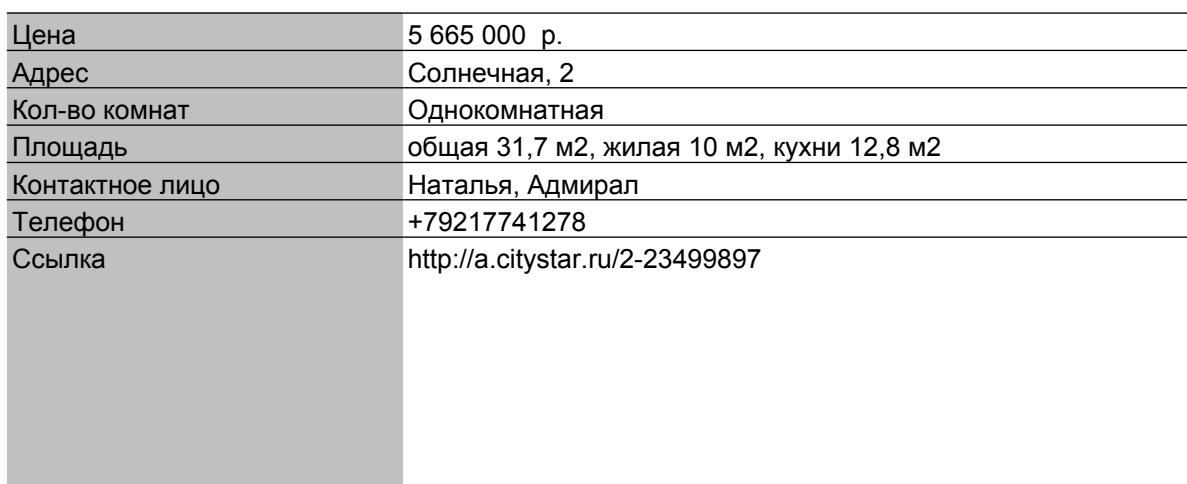 Цена 5 665 000 р.
Адрес Солнечная, 2
Кол-во комнат Однокомнатная
Площадь общая 31,7 м2, жилая 10 м2, кухни 12,8 м2
Контактное лицо Наталья, Адмирал
Телефон +79217741278
Ссылка http://a.citystar.ru/2-23499897